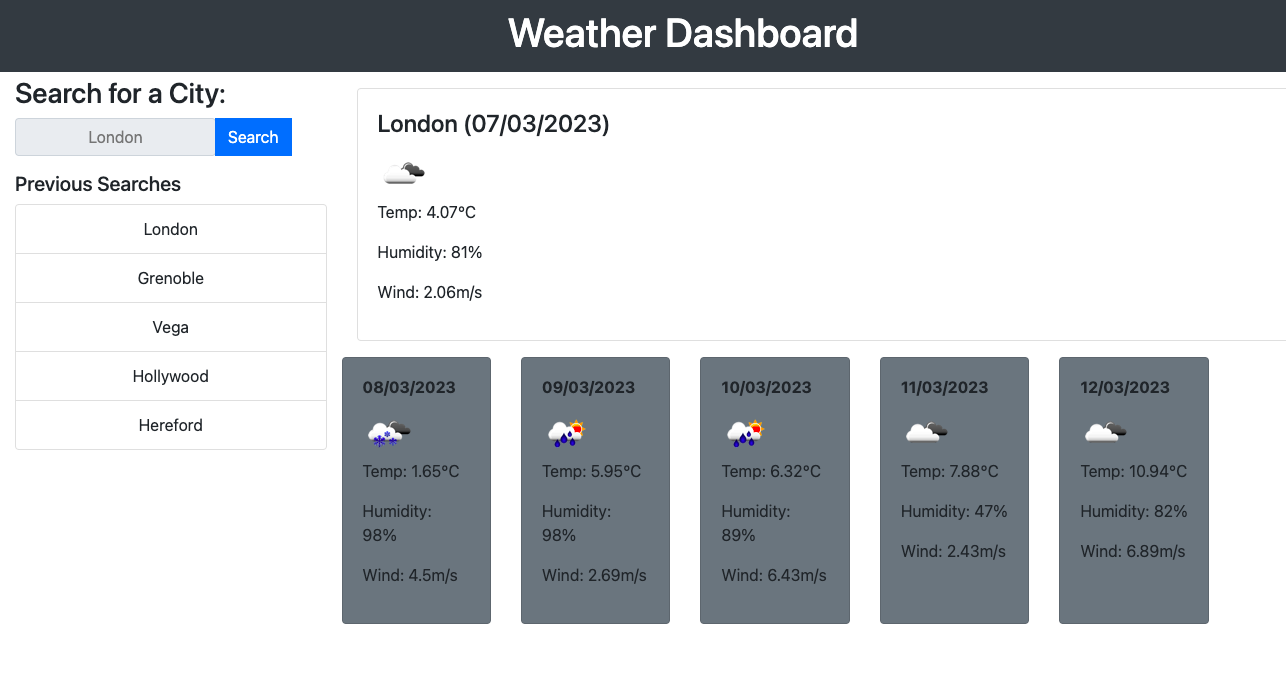 Weather Dashboard
Search for a City:
London
Search
Previous Searches
London
Grenoble
Vega
Hollywood
Hereford
London (07/03/2023)
Temp: 4.07°C
Humidity: 81%
Wind: 2.06m/s
08/03/2023
Temp: 1.65°C
Humidity:
98%
Wind: 4.5m/s
09/03/2023
Temp: 5.95°C
Humidity:
98%
Wind: 2.69m/s
10/03/2023
Temp: 6.32°C
Humidity:
89%
Wind: 6.43m/s
11/03/2023
Temp: 7.88°C
Humidity: 47%
Wind: 2.43m/s
12/03/2023
Temp: 10.94°C
Humidity: 82%
Wind: 6.89m/s